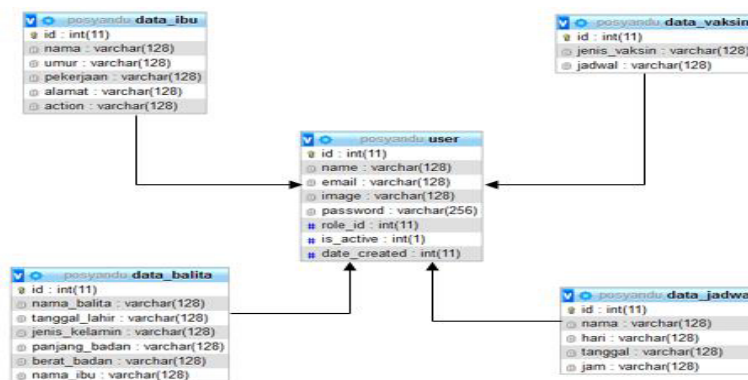 posyandu data_ibu
id : int(11)
nama : varchar(128)
umur : varchar(128)
pekerjaan : varchar(128)
alamat : varchar(128)
action : varchar(128)
posyandu data_vaksin
id : int(11)
jenis_vaksin : varchar(128)
jadwal : varchar(128)
posyandu user
id : int(11)
name : varchar(128)
email : varchar(128)
image : varchar(128)
password : varchar(256)
role_id : int(11)
is_active : int(1)
date_created : int(11)
posyandu data_balita
id : int(11)
nama_balita : varchar(128)
tanggal_lahir : varchar(128)
jenis_kelamin : varchar(128)
panjang_badan : varchar(128)
berat_badan : varchar(128)
nama_ibu : varchar(128)
posyandu data_jadwa
id : int(11)
nama : varchar(128)
hari : varchar(128)
tanggal : varchar(128)
jam : varchar(128)